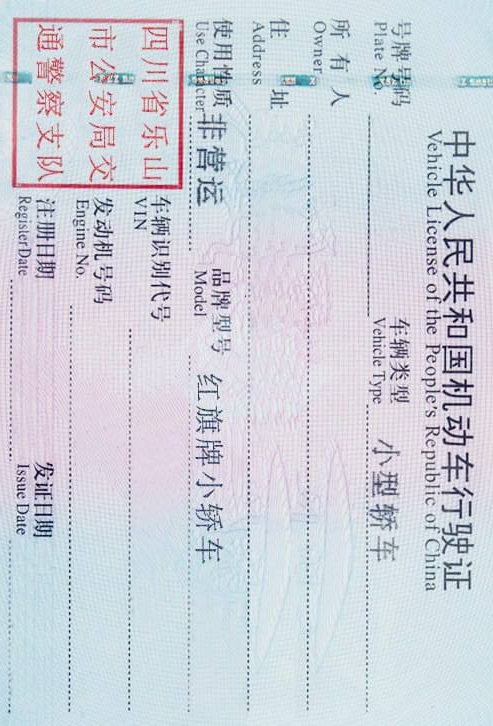 中华人民共和国机动车行驶证
Vehicle License of the People's Republic of China
号牌号码 车辆类型 小型轿车
Plate No. Vehicle Type
所有人
Owner
住址
Address
使用性质 非营运 品牌型号 红旗牌小轿车
Use Character Model
四川省乐山
市公安局交
通警察支队
车辆识别代号
VIN
发动机号码
Engine No.
注册日期 发证日期
Register Date Issue Date